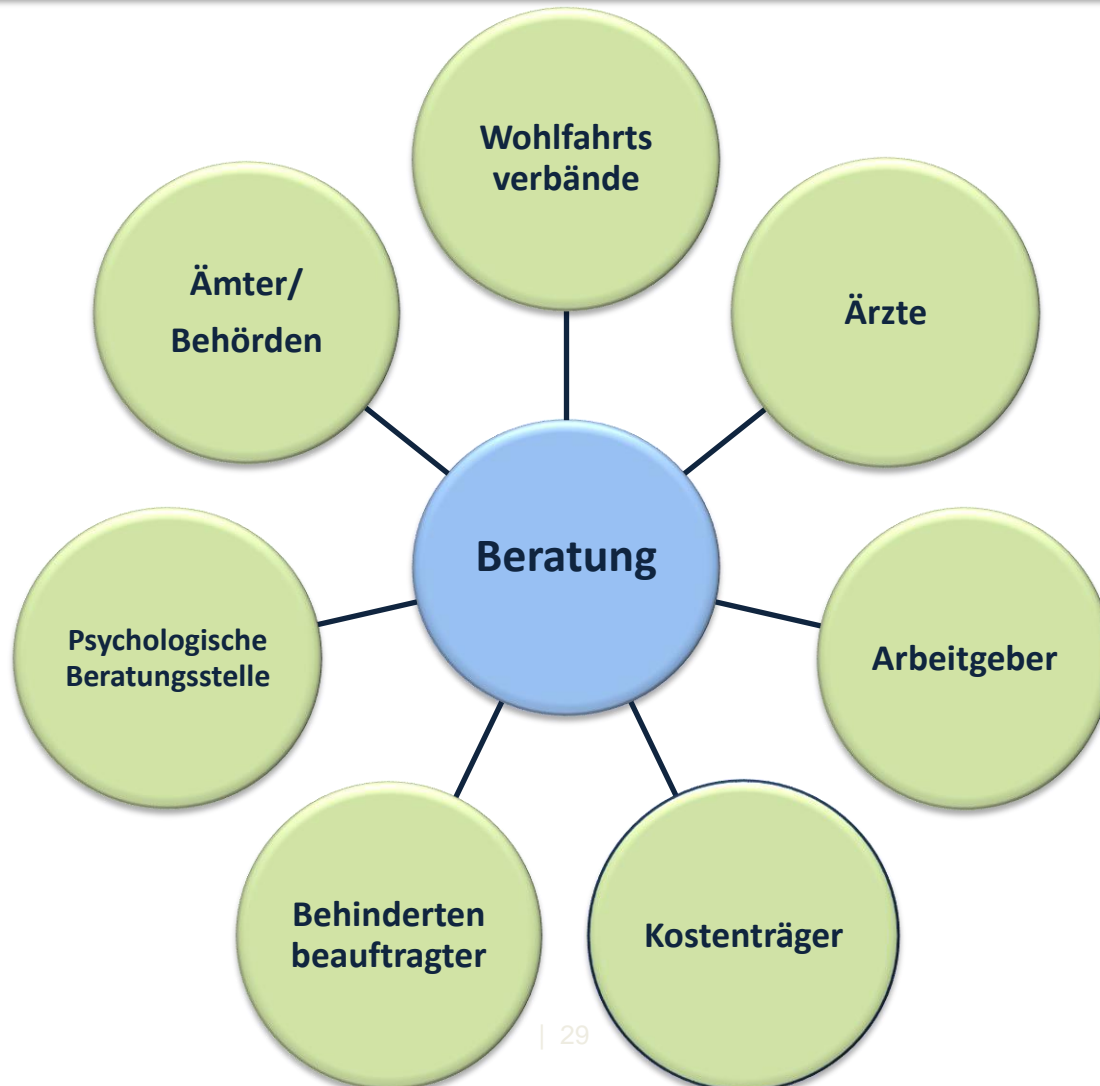 Wohlfahrts
verbände
Ämter/
Behörden
Ärzte
Beratung
Psychologische
Beratungsstelle
Arbeitgeber
Behinderten
beauftragter
Kostenträger
| 29